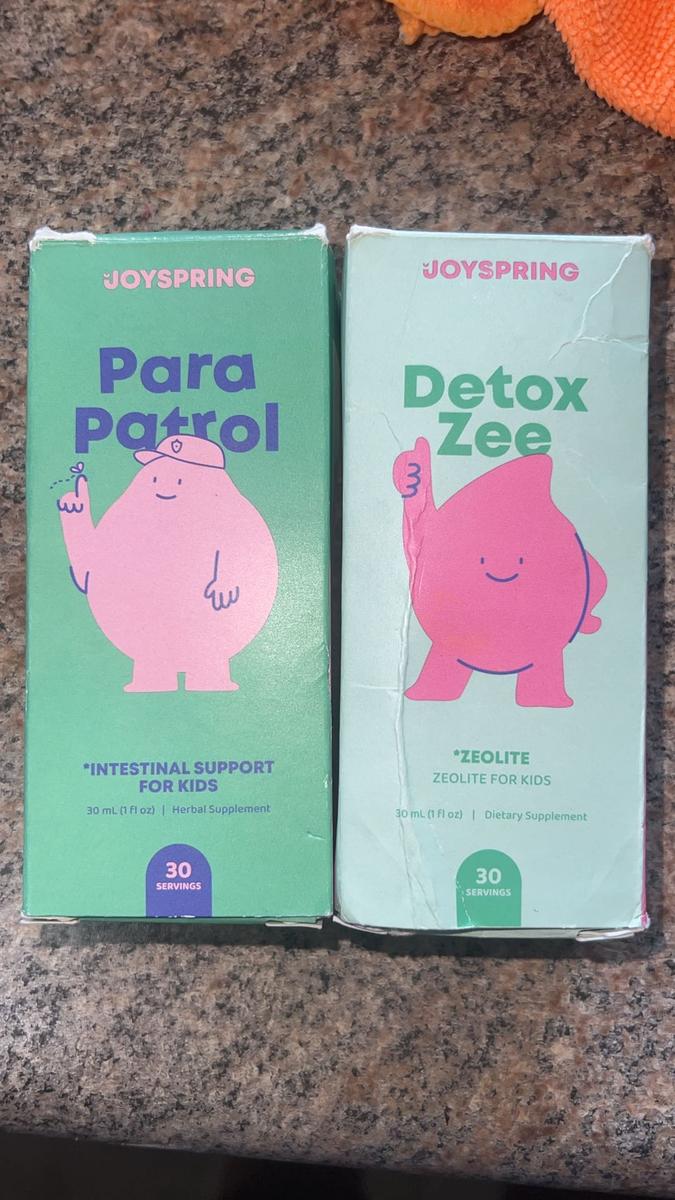 JOYSPRING
Para
Patrol
*INTESTINAL SUPPORT
FOR KIDS
30 mL (1 fl oz) | Herbal Supplement
30
SERVINGS
JOYSPRING
Detox
Zee
*ZEOLITE
ZEOLITE FOR KIDS
30 mL (1 fl oz) | Dietary Supplement
30
SERVINGS